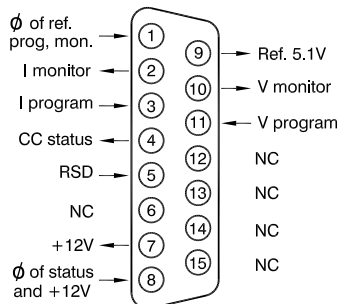 ϕ of ref.
prog, mon.
1
I monitor
2
I program
3
CC status
4
RSD
5
NC
6
+12V
7
ϕ of status
and +12V
8
9
Ref. 5.1V
10
V monitor
11
V program
12
NC
13
NC
14
NC
15
NC